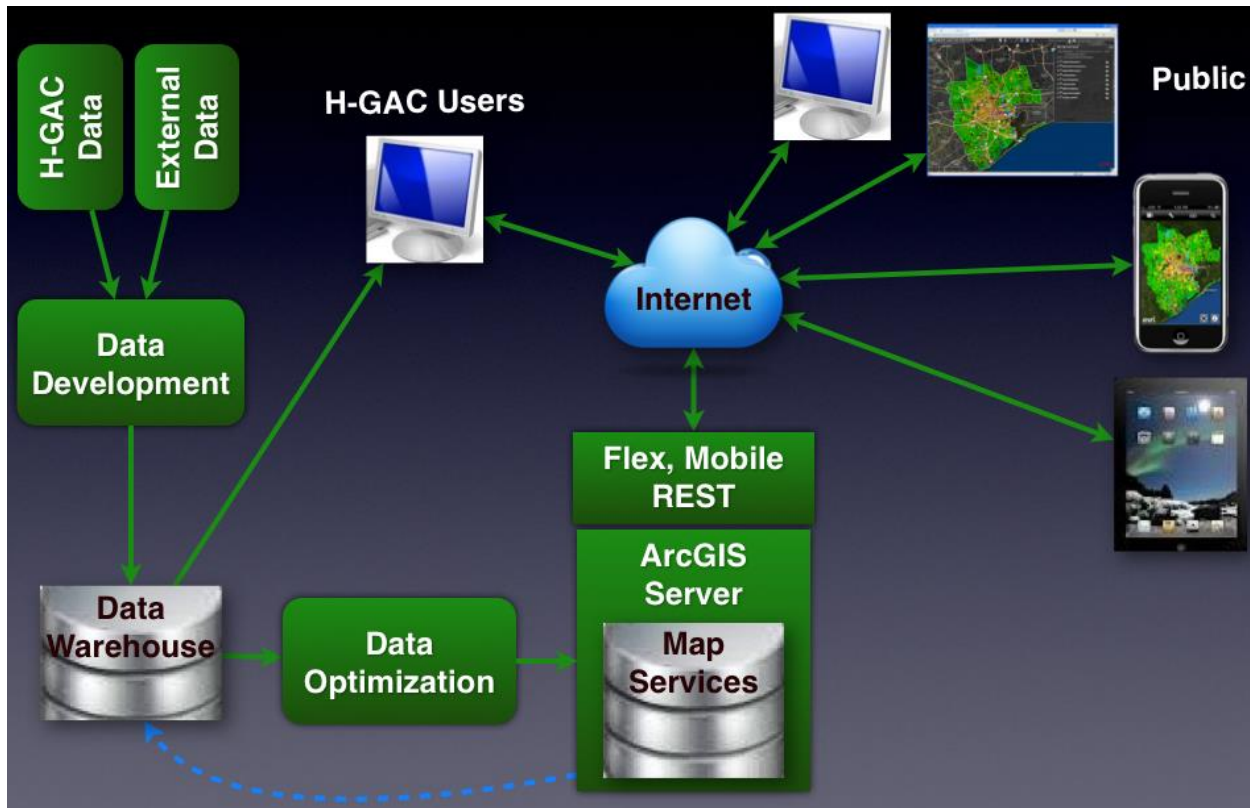 H-GAC
Data
External
Data
H-GAC Users
Public
Data
Development
Internet
Flex, Mobile
REST
ArcGIS
Server
Data
Warehouse
Data
Optimization
Map
Services
esri